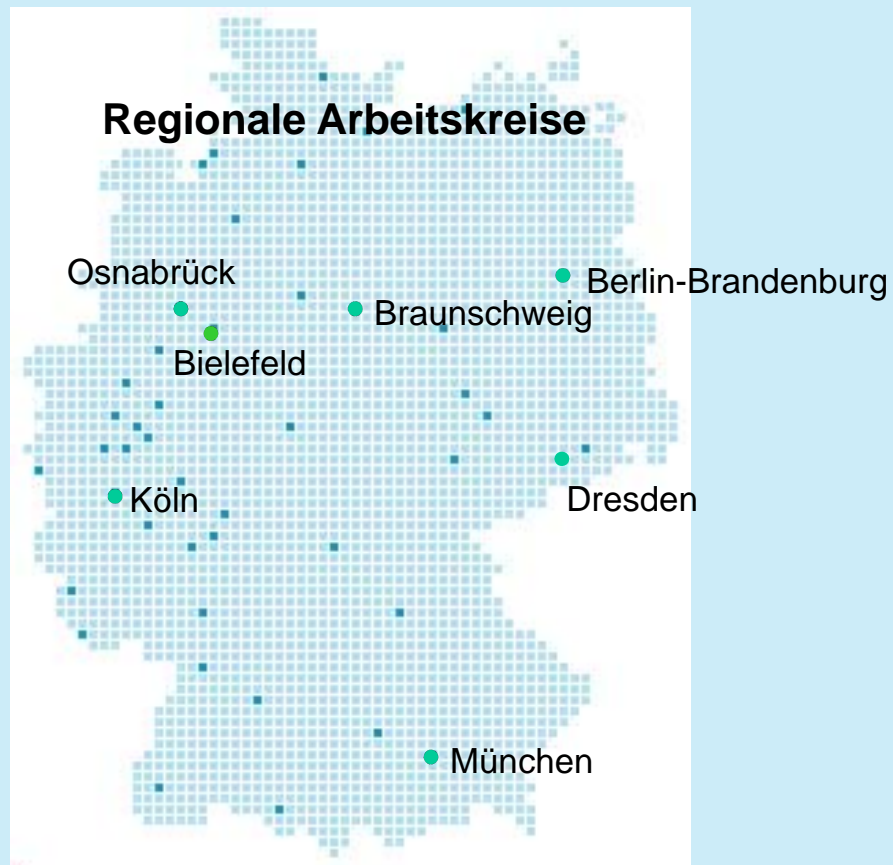 Regionale Arbeitskreise
Osnabrück
Berlin-Brandenburg
Braunschweig
Bielefeld
Köln
Dresden
München